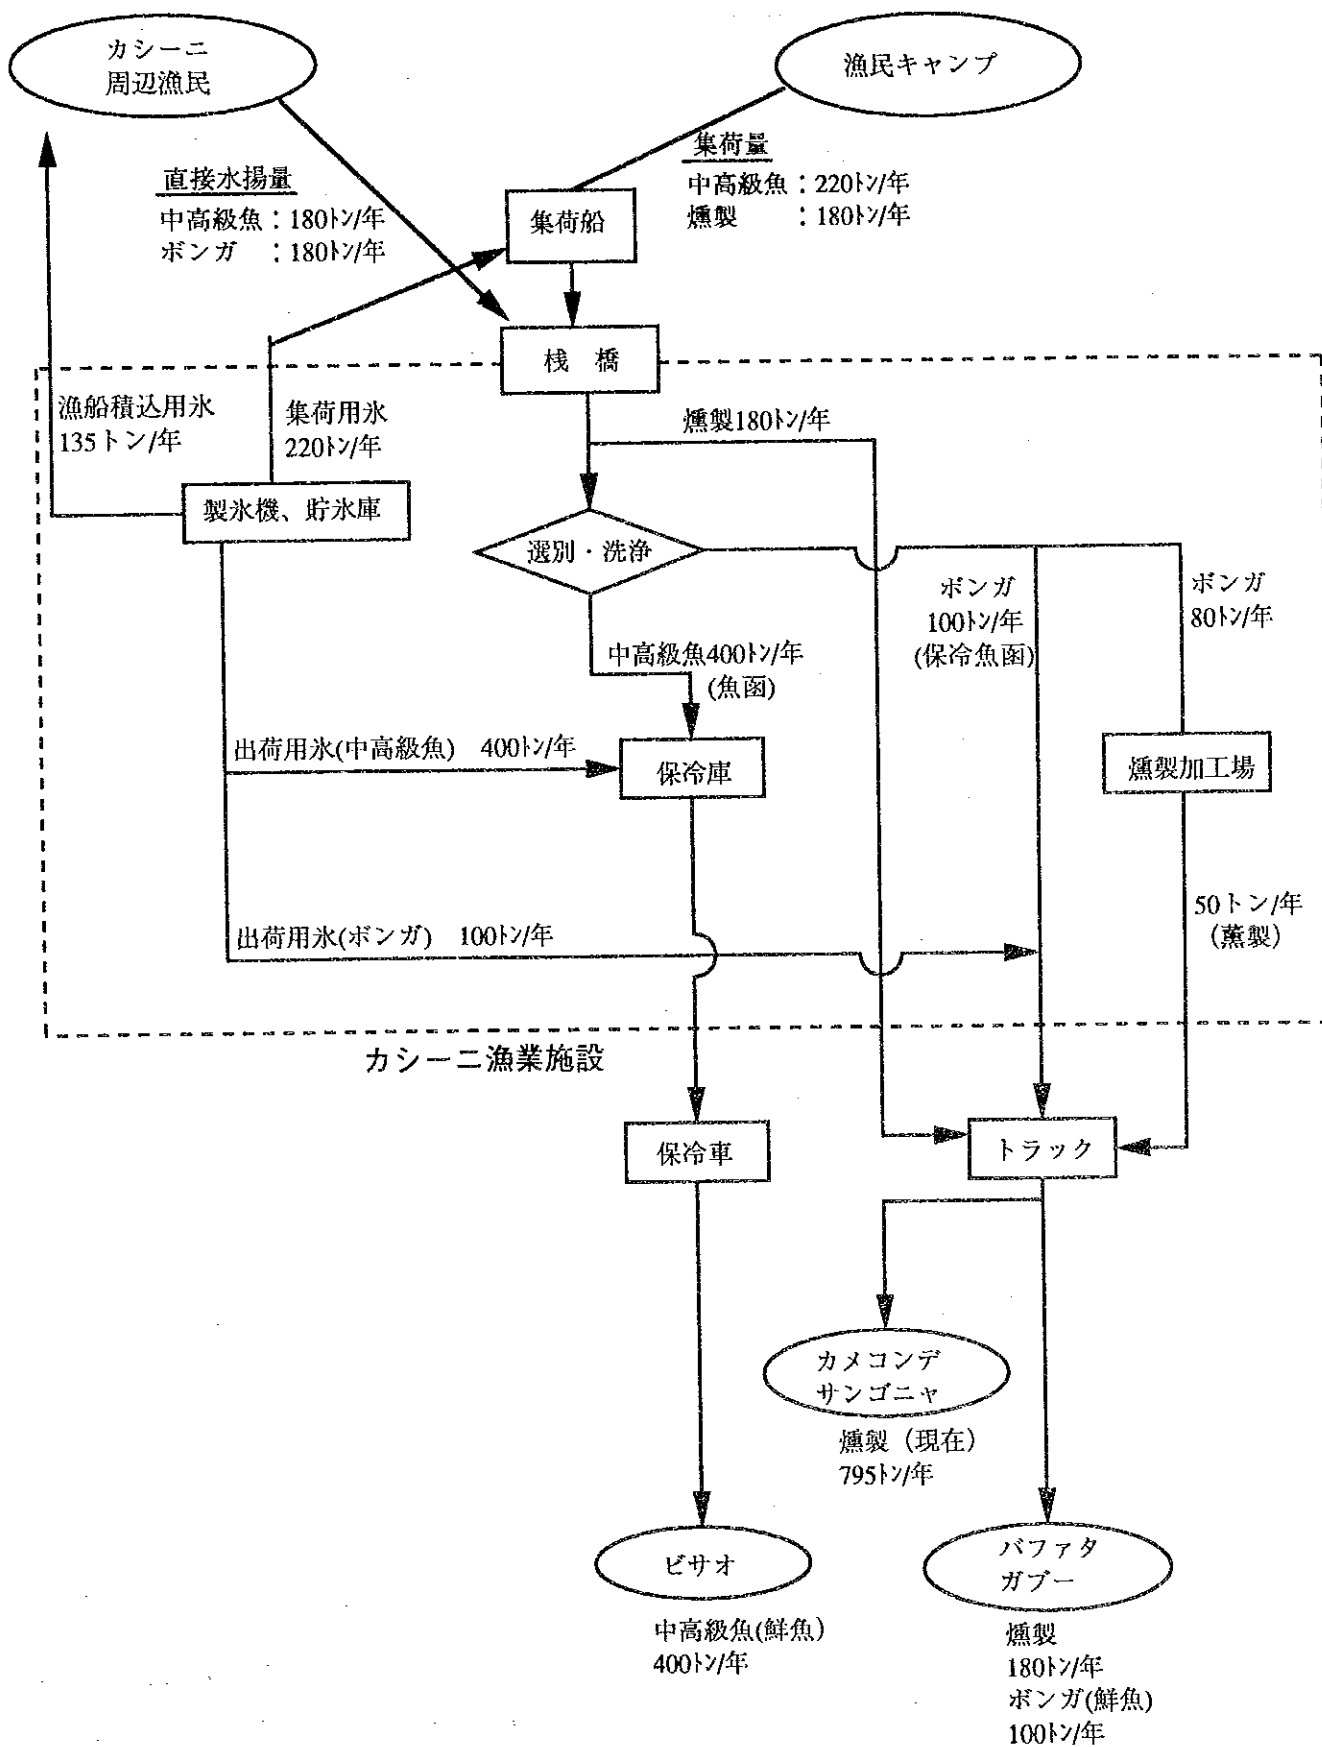 カシーニ
周辺漁民
漁民キャンプ
直接水揚量
中高級魚：180トン/年
ボンガ　：180トン/年
集荷量
中高級魚：220トン/年
燻製　　：180トン/年
集荷船
桟　橋
漁船積込用氷
135トン/年
集荷用氷
220トン/年
燻製180トン/年
製氷機、貯氷庫
選別・洗浄
ボンガ
100トン/年
(保冷魚函)
ボンガ
80トン/年
中高級魚400トン/年
(魚函)
出荷用氷(中高級魚)　400トン/年
保冷庫
燻製加工場
出荷用氷(ボンガ)　100トン/年
50トン/年
（薫製）
カシーニ漁業施設
保冷車
トラック
カメコンデ
サンゴニャ
燻製（現在）
795トン/年
ビサオ
中高級魚(鮮魚)
400トン/年
バファタ
ガブー
燻製
180トン/年
ボンガ(鮮魚)
100トン/年